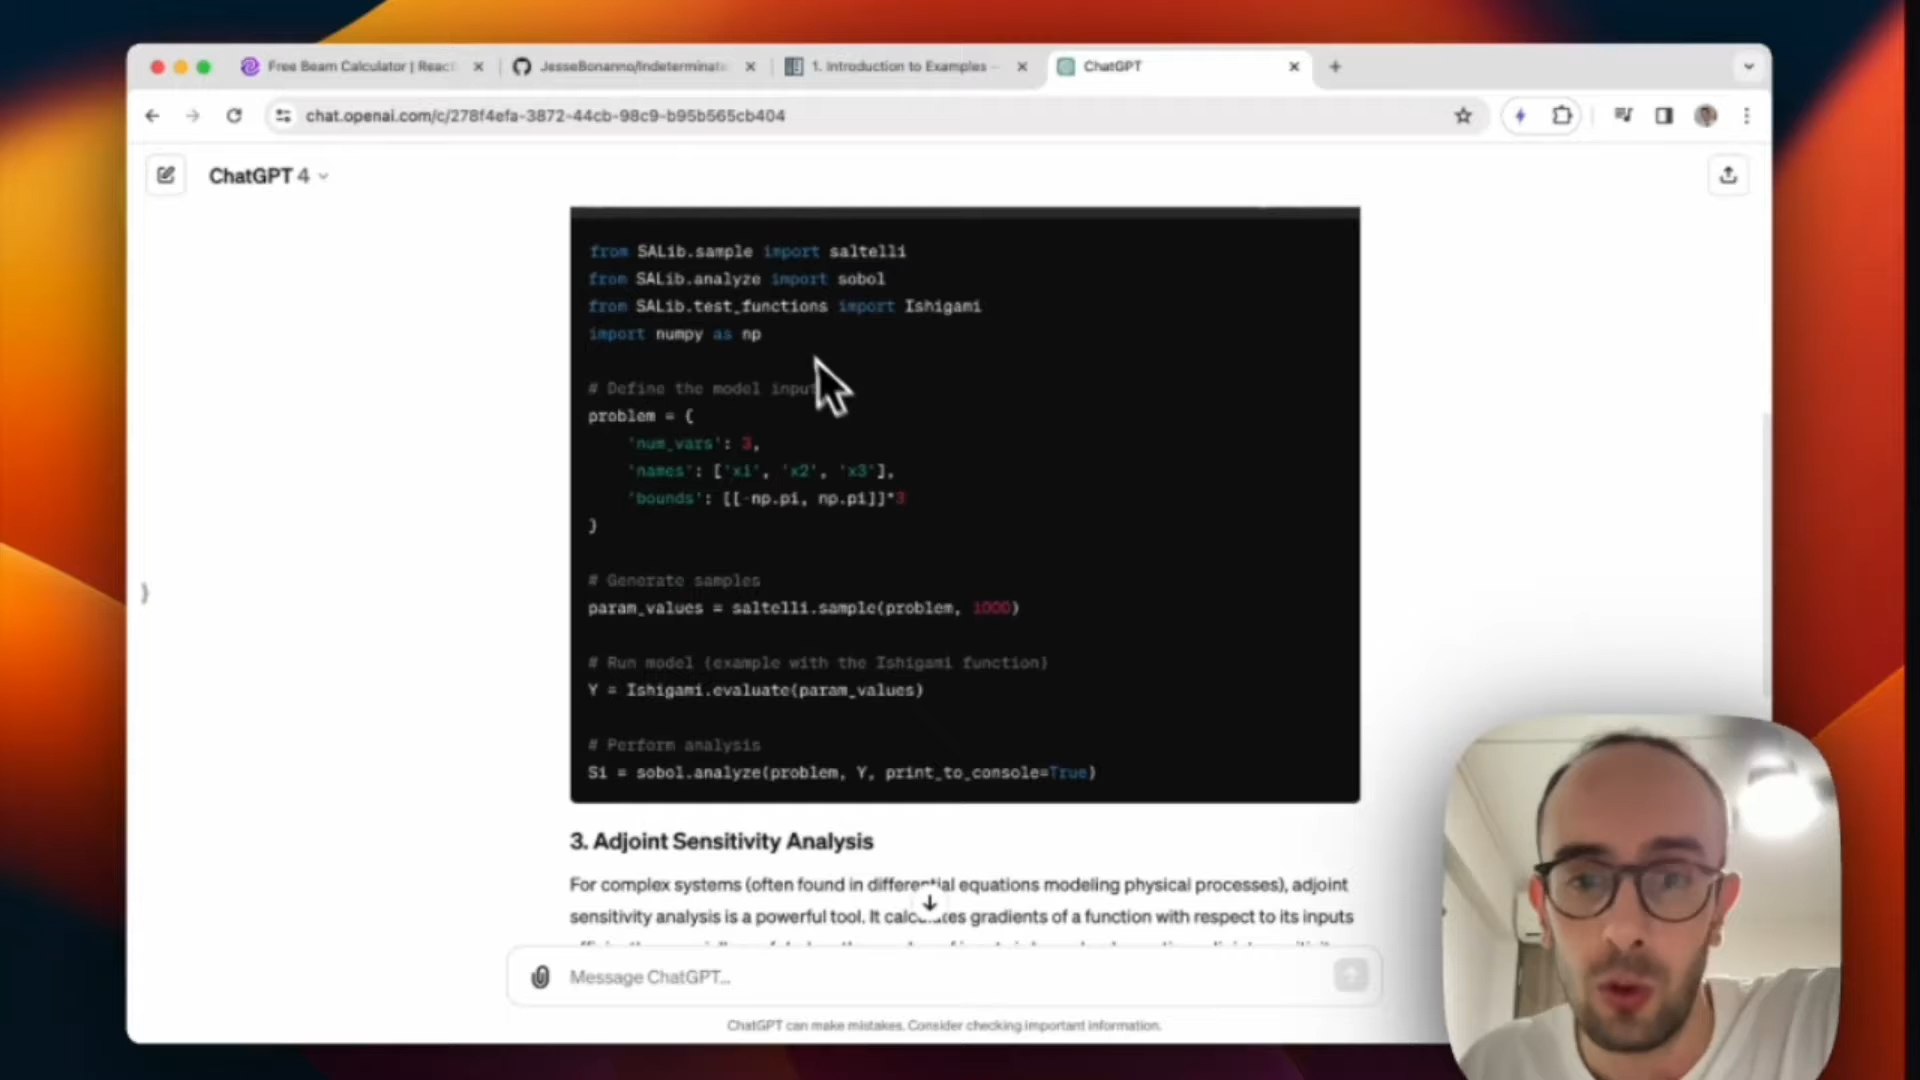 Free Beam Calculator | React
JesseBonanno/Indeterminate
1. Introduction to Examples –
ChatGPT
chat.openai.com/c/278f4efa-3872-44cb-98c9-b95b565cb404
ChatGPT 4
from SALib.sample import saltelli
from SALib.analyze import sobol
from SALib.test_functions import Ishigami
import numpy as np
# Define the model input
problem = {
'num_vars': 3,
'names': ['x1', 'x2', 'x3'],
'bounds': [[-np.pi, np.pi]]*3
}
# Generate samples
param_values = saltelli.sample(problem, 1000)
# Run model (example with the Ishigami function)
Y = Ishigami.evaluate(param_values)
# Perform analysis
Si = sobol.analyze(problem, Y, print_to_console=True)
3. Adjoint Sensitivity Analysis
For complex systems (often found in differential equations modeling physical processes), adjoint
sensitivity analysis is a powerful tool. It calculates gradients of a function with respect to its inputs
Message ChatGPT...
ChatGPT can make mistakes. Consider checking important information.